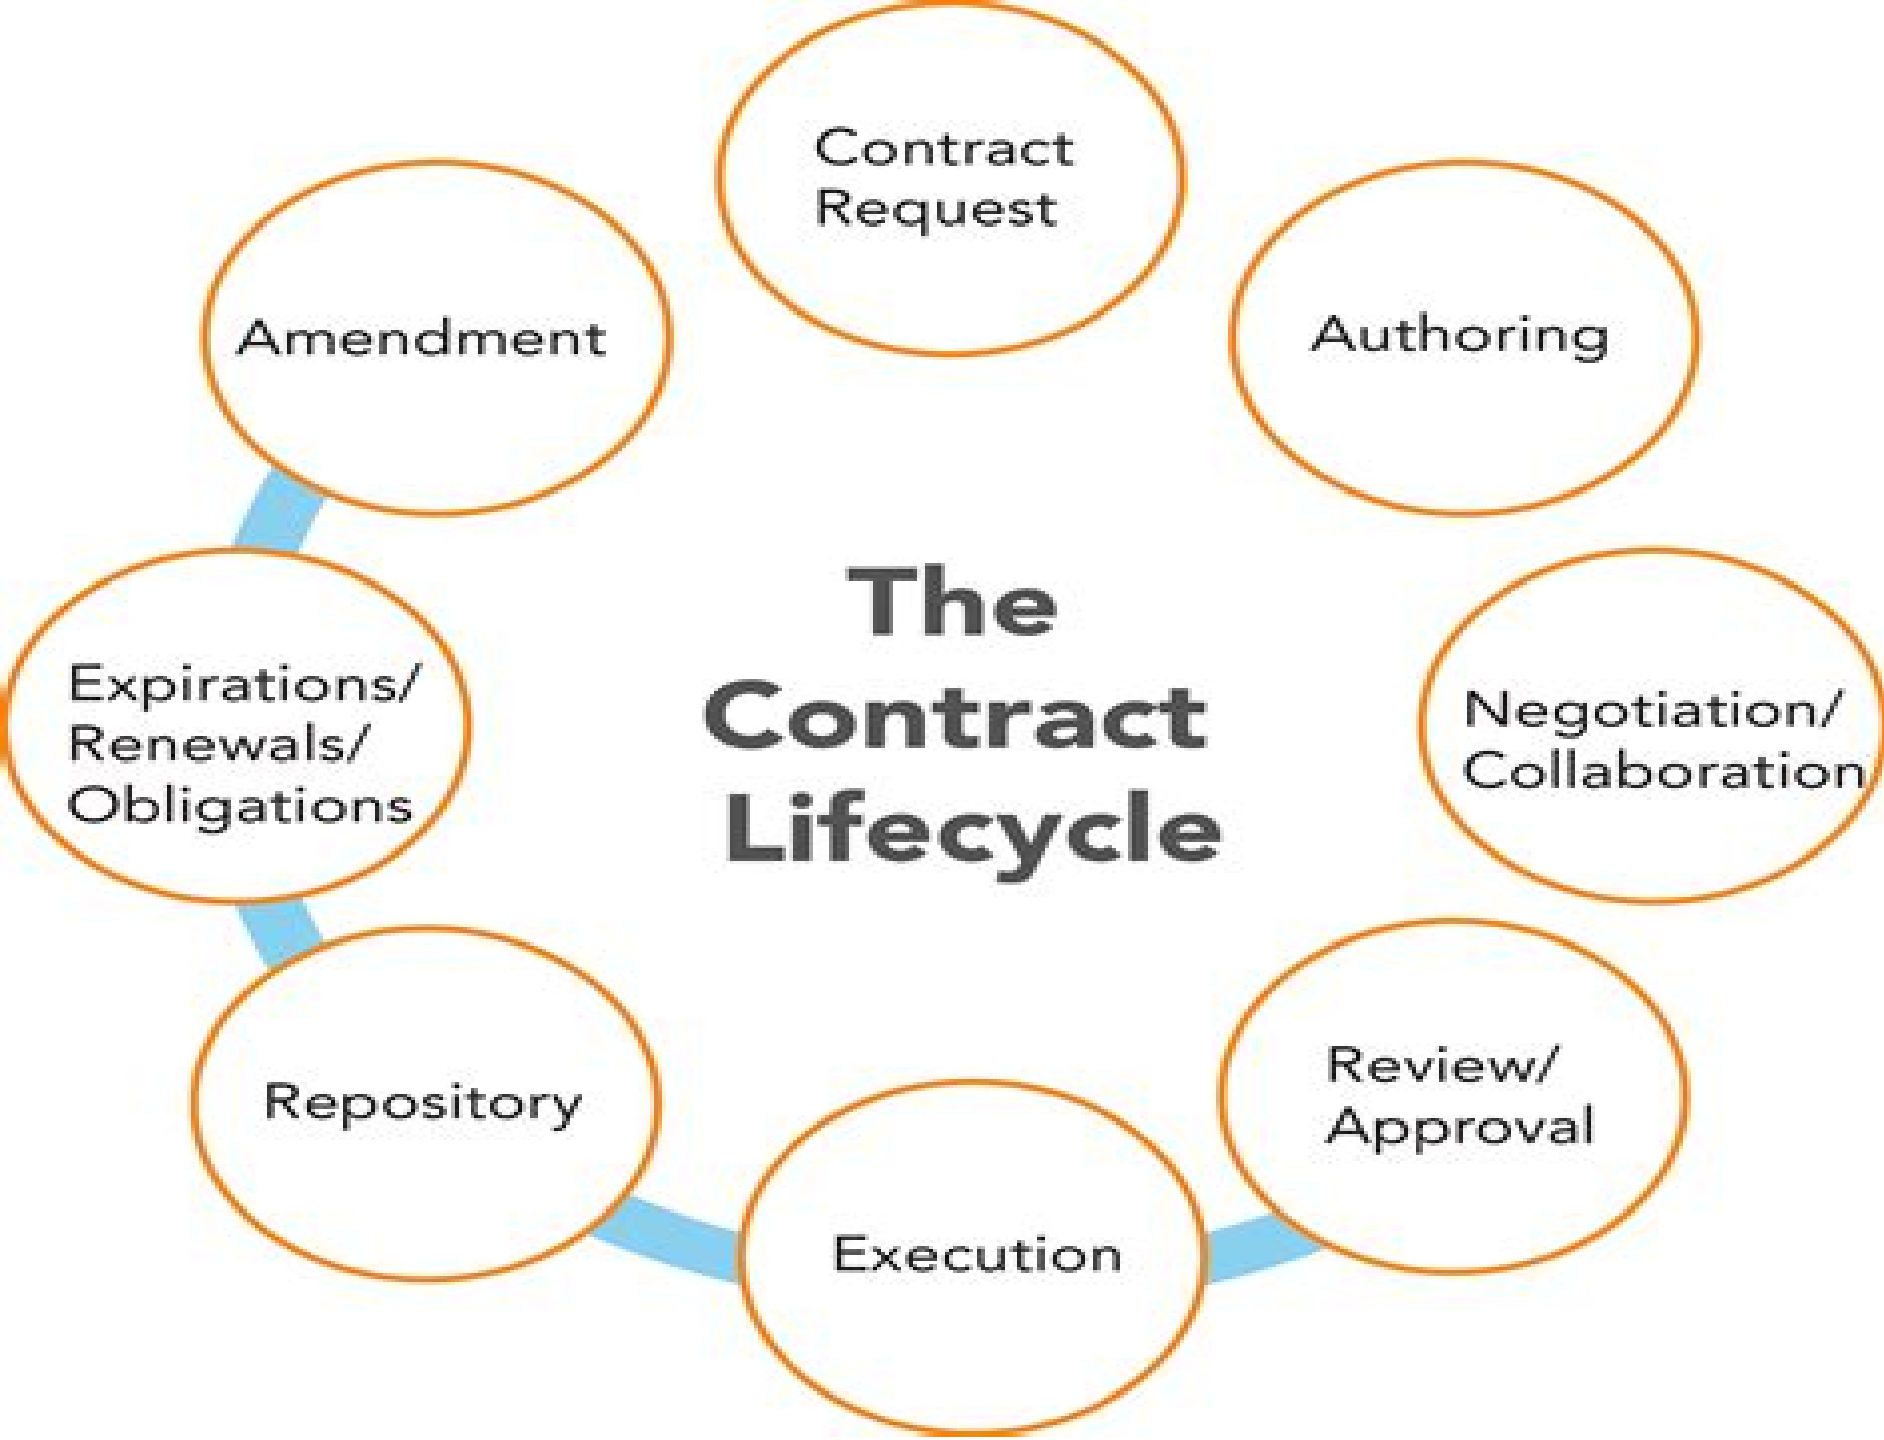 Contract
Request
Authoring
Negotiation/
Collaboration
Review/
Approval
Execution
Repository
Expirations/
Renewals/
Obligations
Amendment
The
Contract
Lifecycle